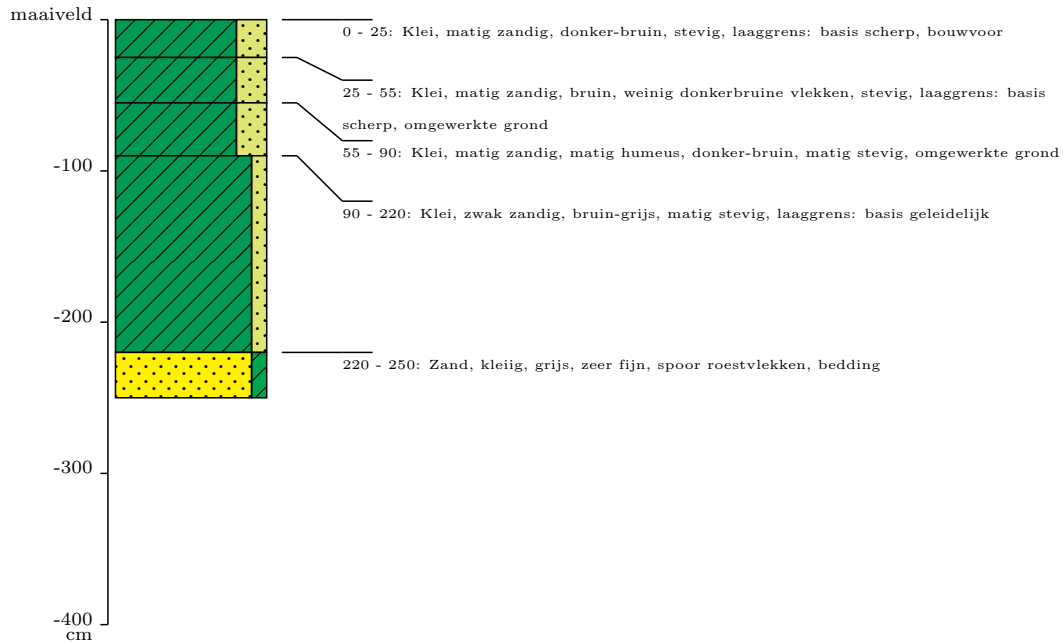 maaiveld
0 - 25: Klei, matig zandig, donker-bruin, stevig, laaggrens: basis scherp, bouwvoor
25 - 55: Klei, matig zandig, bruin, weinig donkerbruine vlekken, stevig, laaggrens: basis
scherp, omgewerkte grond
55 - 90: Klei, matig zandig, matig humeus, donker-bruin, matig stevig, omgewerkte grond
-100
90 - 220: Klei, zwak zandig, bruin-grijs, matig stevig, laaggrens: basis geleidelijk
-200
220 - 250: Zand, kleiig, grijs, zeer fijn, spoor roestvlekken, bedding
-300
-400
cm